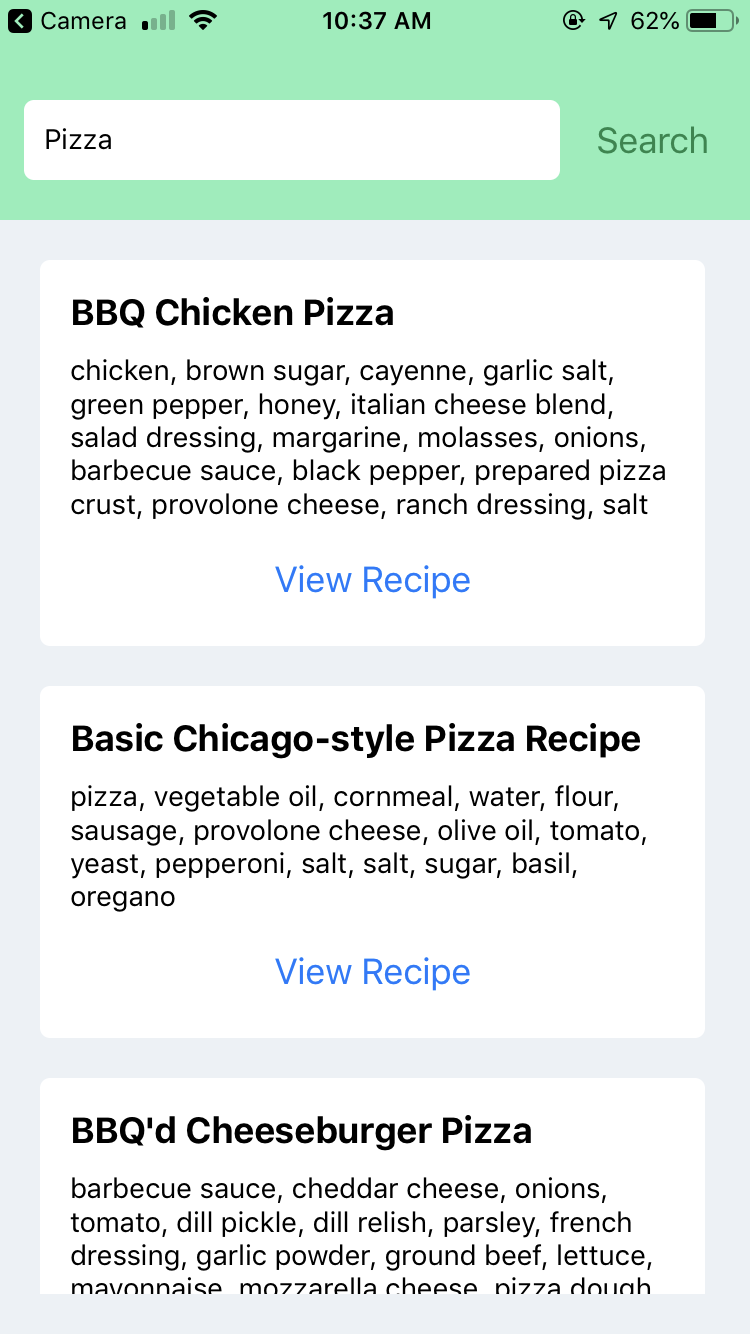 Camera 10:37 AM 62%
Pizza
Search
BBQ Chicken Pizza
chicken, brown sugar, cayenne, garlic salt,
green pepper, honey, italian cheese blend,
salad dressing, margarine, molasses, onions,
barbecue sauce, black pepper, prepared pizza
crust, provolone cheese, ranch dressing, salt
View Recipe
Basic Chicago-style Pizza Recipe
pizza, vegetable oil, cornmeal, water, flour,
sausage, provolone cheese, olive oil, tomato,
yeast, pepperoni, salt, salt, sugar, basil,
oregano
View Recipe
BBQ'd Cheeseburger Pizza
barbecue sauce, cheddar cheese, onions,
tomato, dill pickle, dill relish, parsley, french
dressing, garlic powder, ground beef, lettuce,
mayonnaise, mozzarella cheese, pizza dough